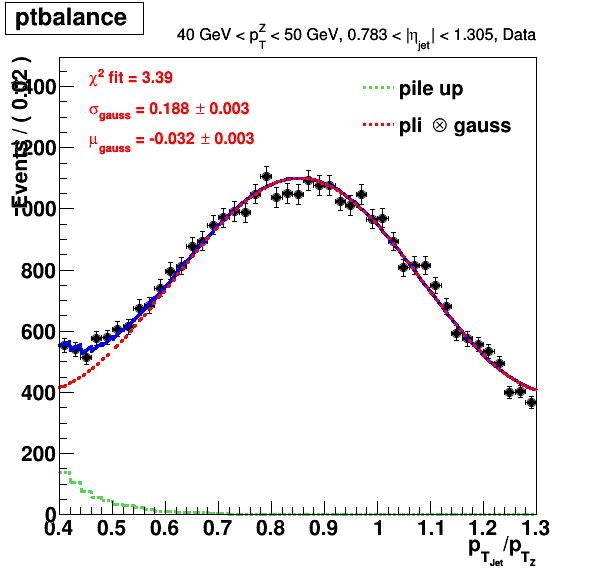 ptbalance
40 GeV < p_T^Z < 50 GeV, 0.783 < |η_jet| < 1.305, Data
Events / ( 0.02 )
χ² fit = 3.39
σ_gauss = 0.188 ± 0.003
μ_gauss = -0.032 ± 0.003
pile up
pli ⊗ gauss
1400
1200
1000
800
600
400
200
0
0.4 0.5 0.6 0.7 0.8 0.9 1 1.1 1.2 1.3
p_T_Jet/p_T_Z